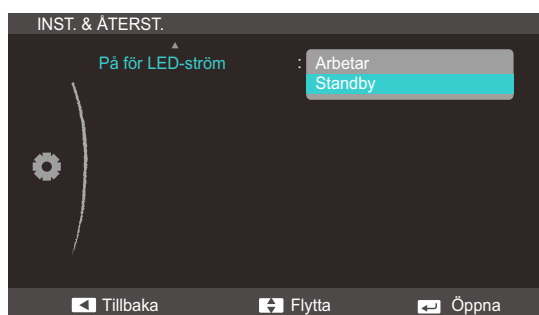 INST. & ÅTERST.
På för LED-ström : Arbetar
Standby
Tillbaka Flytta Öppna